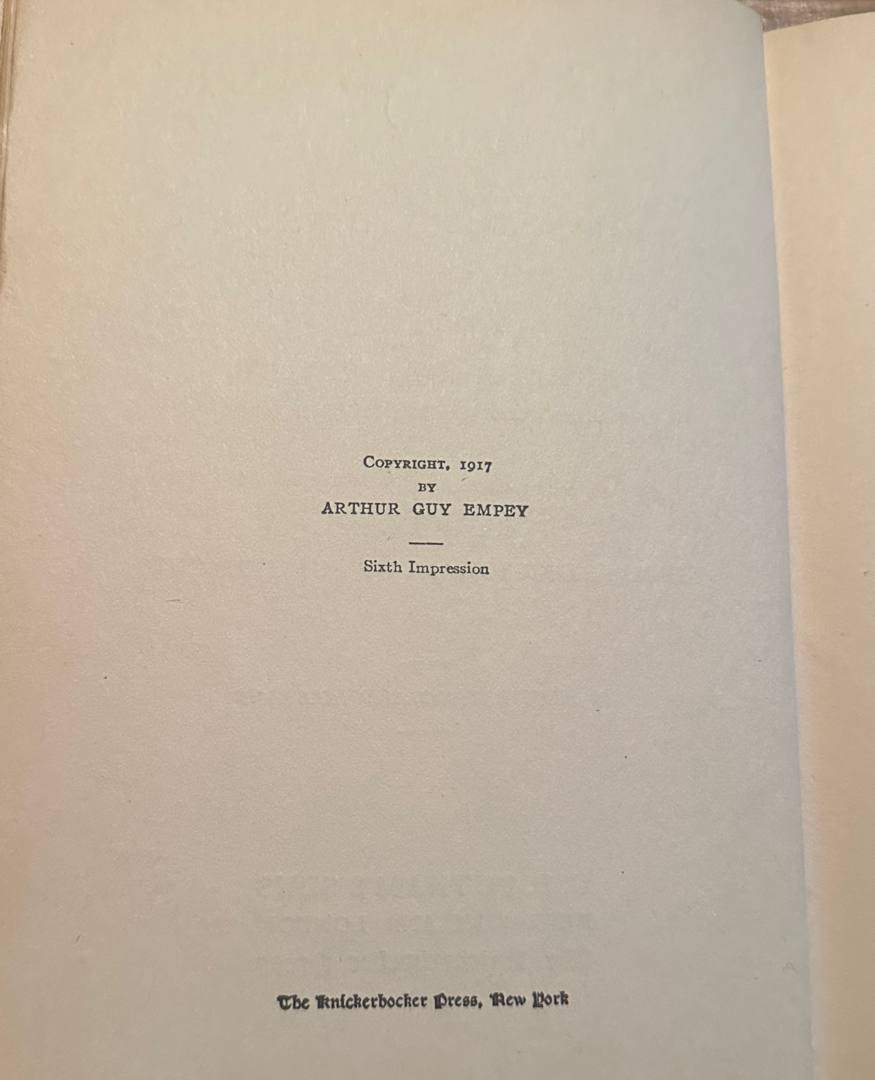 COPYRIGHT, 1917
BY
ARTHUR GUY EMPEY
Sixth Impression
The Knickerbocker Press, New York